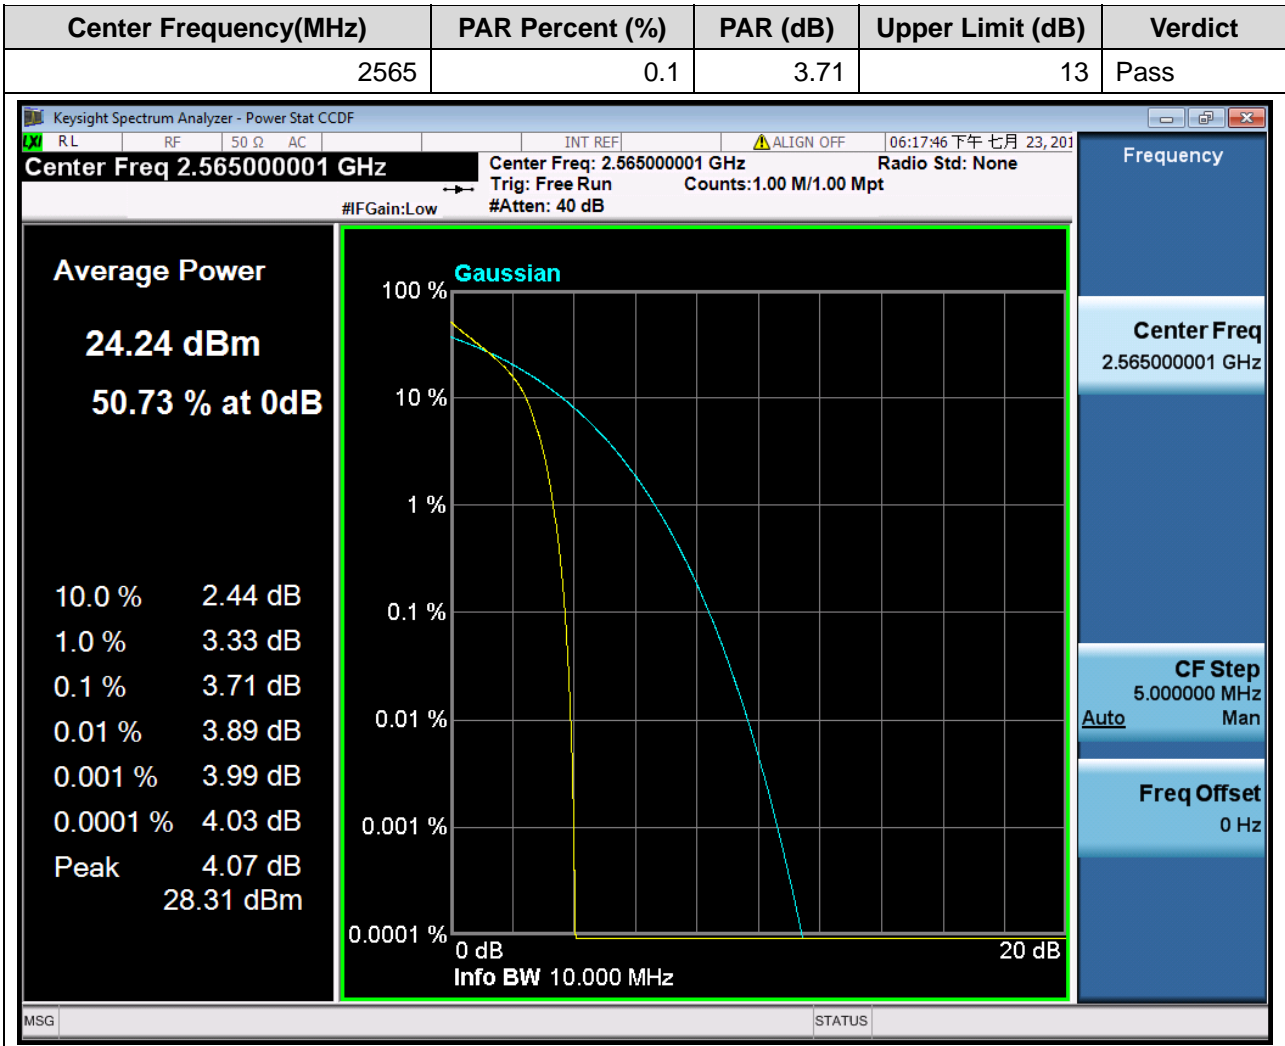 Center Frequency(MHz) PAR Percent (%) PAR (dB) Upper Limit (dB) Verdict
2565 0.1 3.71 13 Pass
Keysight Spectrum Analyzer - Power Stat CCDF
LXI RL RF 50 Ω AC INT REF ALIGN OFF 06:17:46 下午 七月 23, 201
Center Freq 2.565000001 GHz
Center Freq: 2.565000001 GHz Radio Std: None
Trig: Free Run Counts:1.00 M/1.00 Mpt
#IFGain:Low #Atten: 40 dB
Average Power
24.24 dBm
50.73 % at 0dB
10.0 % 2.44 dB
1.0 % 3.33 dB
0.1 % 3.71 dB
0.01 % 3.89 dB
0.001 % 3.99 dB
0.0001 % 4.03 dB
Peak 4.07 dB
28.31 dBm
Gaussian
100 %
10 %
1 %
0.1 %
0.01 %
0.001 %
0.0001 %
0 dB 20 dB
Info BW 10.000 MHz
Frequency
Center Freq
2.565000001 GHz
CF Step
5.000000 MHz
Auto Man
Freq Offset
0 Hz
MSG STATUS